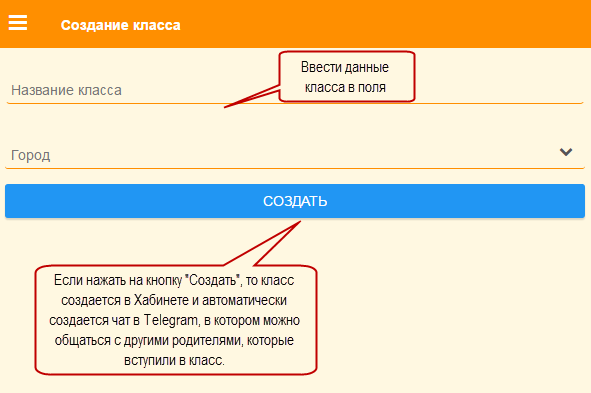 Создание класса
Ввести данные
класса в поля
Название класса
Город
СОЗДАТЬ
Если нажать на кнопку "Создать", то класс
создается в Хабинете и автоматически
создается чат в Telegram, в котором можно
общаться с другими родителями, которые
вступили в класс.